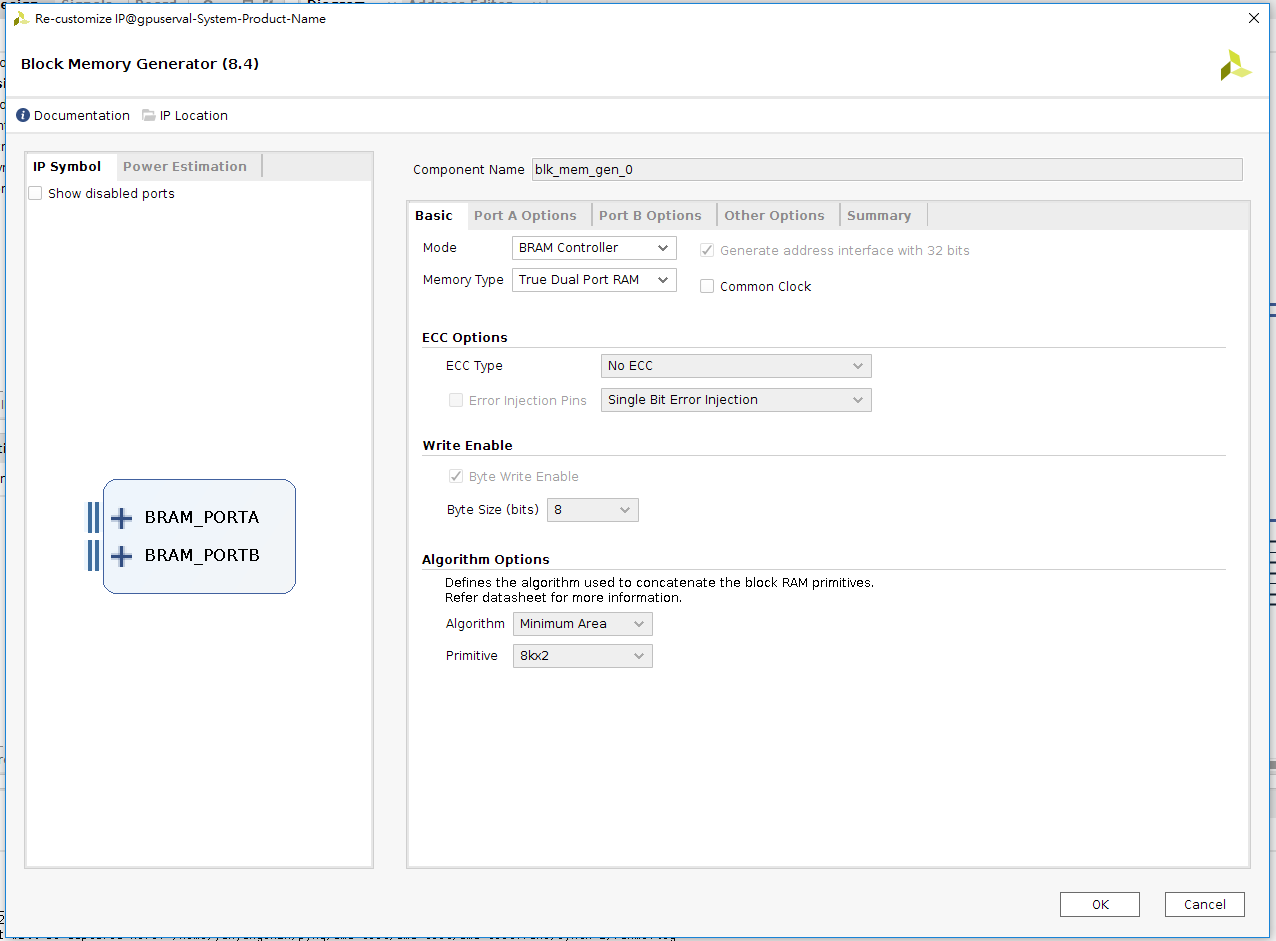 Re-customize IP@gpuserval-System-Product-Name
Block Memory Generator (8.4)
Documentation IP Location
IP Symbol Power Estimation
Show disabled ports
BRAM_PORTA
BRAM_PORTB
Component Name blk_mem_gen_0
Basic Port A Options Port B Options Other Options Summary
Mode BRAM Controller Generate address interface with 32 bits
Memory Type True Dual Port RAM Common Clock
ECC Options
ECC Type No ECC
Error Injection Pins Single Bit Error Injection
Write Enable
Byte Write Enable
Byte Size (bits) 8
Algorithm Options
Defines the algorithm used to concatenate the block RAM primitives.
Refer datasheet for more information.
Algorithm Minimum Area
Primitive 8kx2
OK Cancel